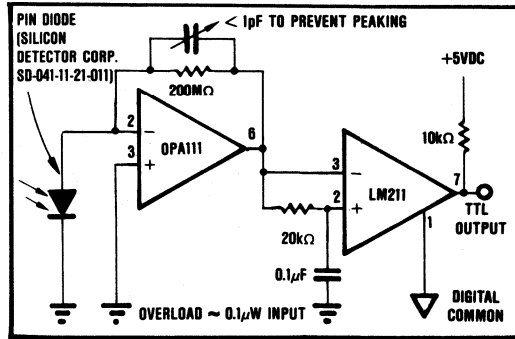 PIN DIODE
(SILICON
DETECTOR CORP.
SD-041-11-21-011)
< 1pF TO PREVENT PEAKING
200MΩ
+5VDC
10kΩ
2
3
OPA111
6
3
2
LM211
7
1
TTL
OUTPUT
20kΩ
0.1μF
OVERLOAD ~ 0.1μW INPUT
DIGITAL
COMMON